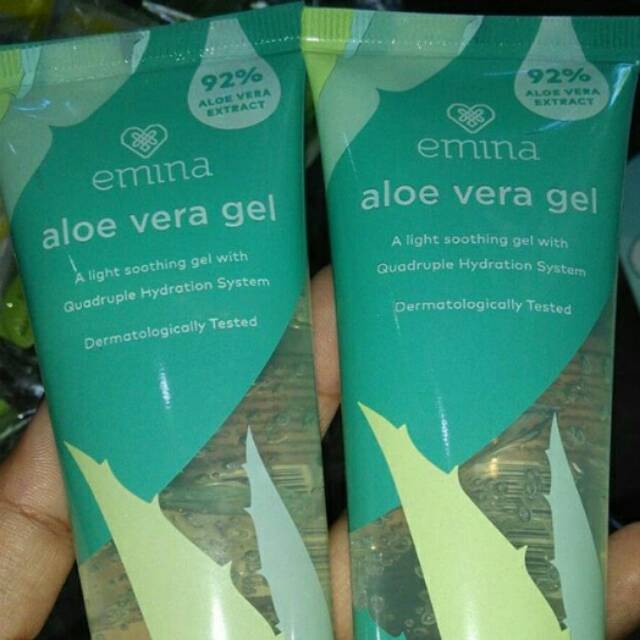 92%
ALOE VERA
EXTRACT
emina
aloe vera gel
A light soothing gel with
Quadruple Hydration System
Dermatologically Tested
92%
ALOE VERA
EXTRACT
emina
aloe vera gel
A light soothing gel with
Quadruple Hydration System
Dermatologically Tested